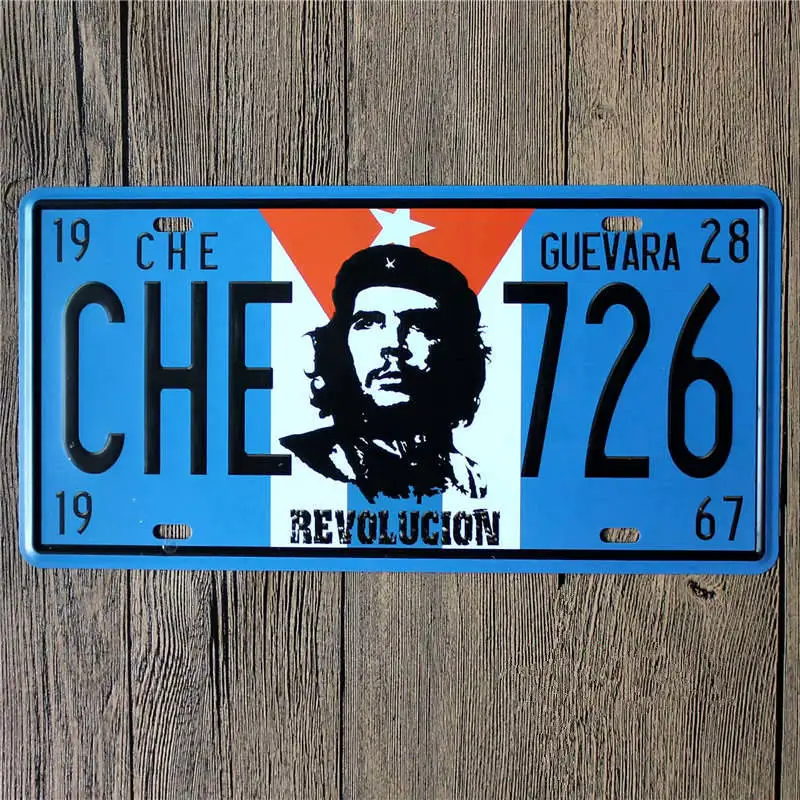 19 CHE GUEVARA 28
CHE 726
19 67
REVOLUCION